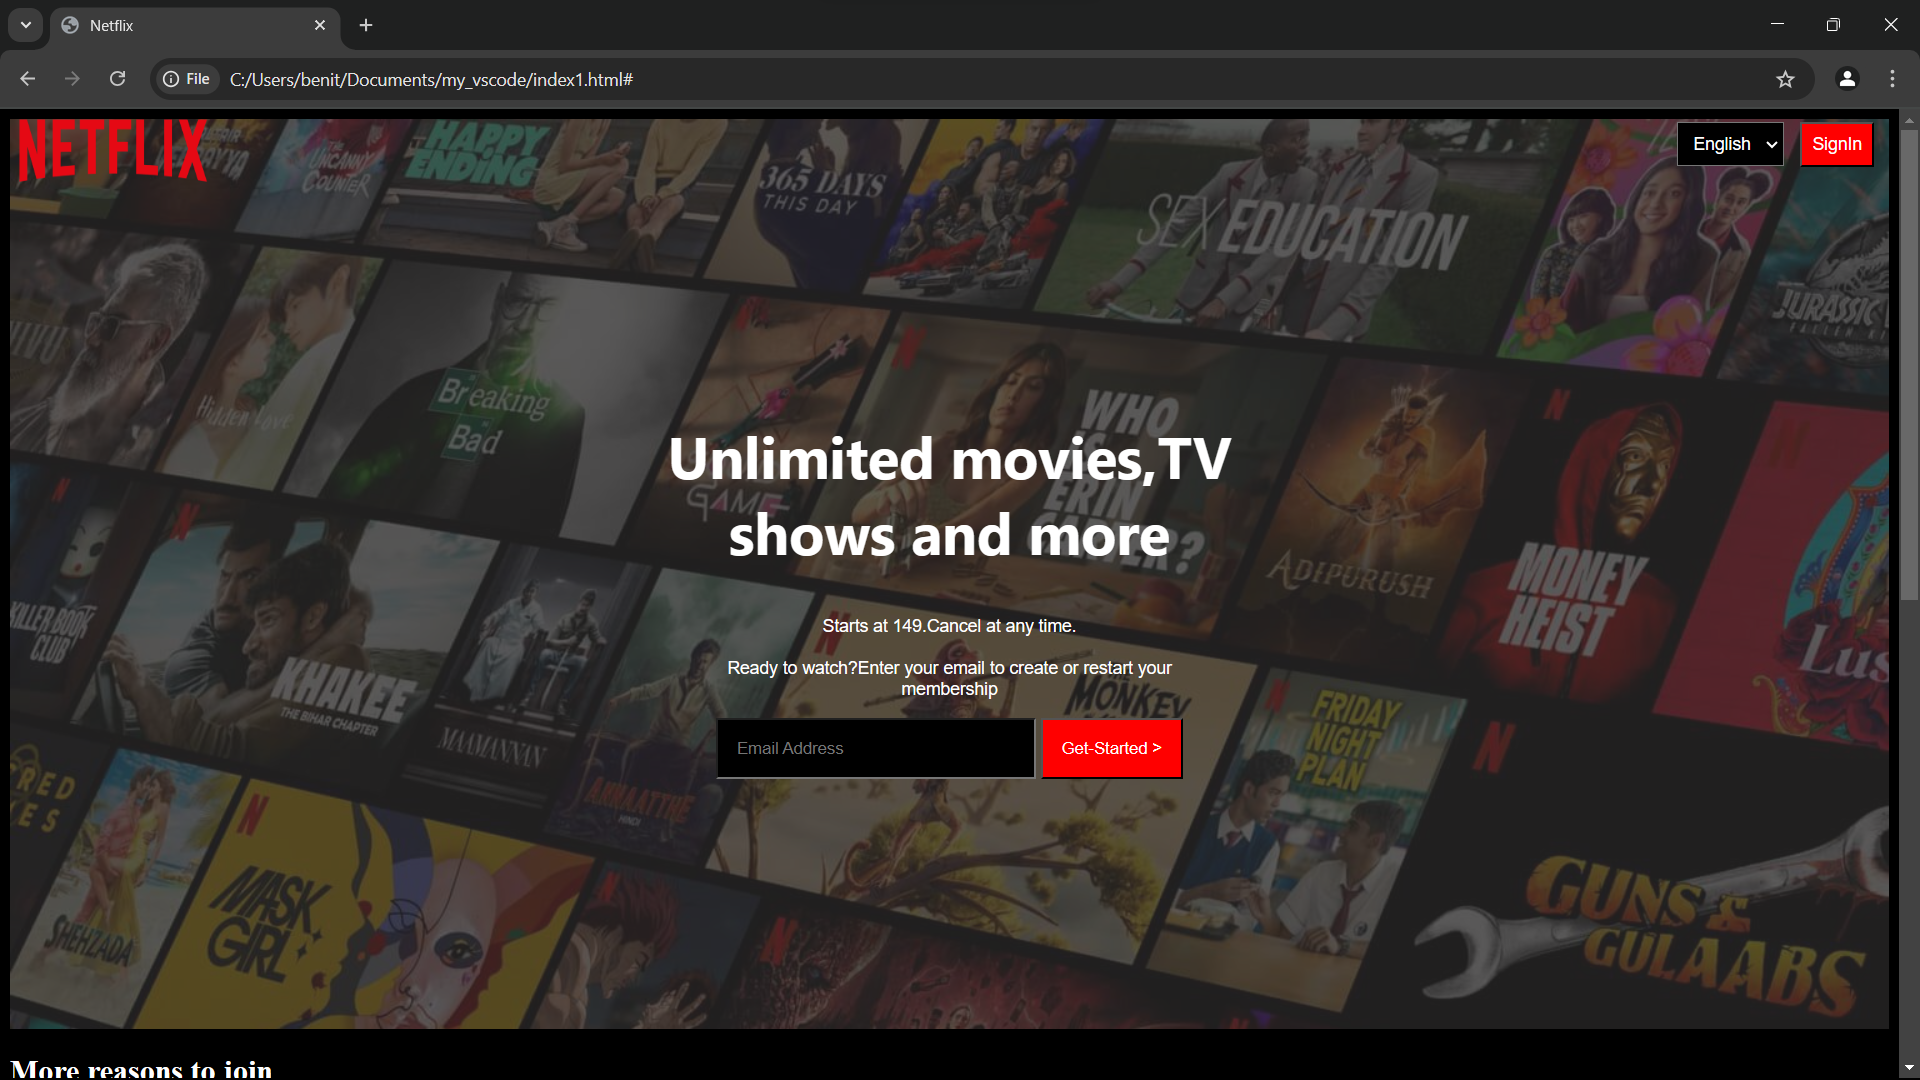 Netflix
File
C:/Users/benit/Documents/my_vscode/index1.html#
NETFLIX
English
SignIn
THE
UNCANNY
COUNTER
HAPPY
ENDING
365 DAYS
THIS DAY
SEX EDUCATION
JURASSIC
Hidden Love
Breaking
Bad
WHO
IS
ERIN
CARTER?
GAME
ADIPURUSH
MONEY
HEIST
Unlimited movies,TV
shows and more
KILLER BOOK
CLUB
KHAKEE
THE BIHAR CHAPTER
MAAMANNAN
Starts at 149.Cancel at any time.
Ready to watch?Enter your email to create or restart your
membership
Email Address
Get-Started >
ANNAATTHE
HINDI
MONKEY
FRIDAY
NIGHT
PLAN
SHEHZADA
MASK
GIRL
GUNS &
GULAABS
More reasons to join